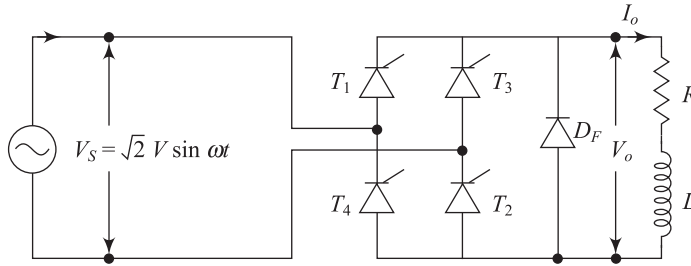 I_o
T_1
T_3
R
V_S = √2 V sin ωt
D_F
V_o
T_4
T_2
L